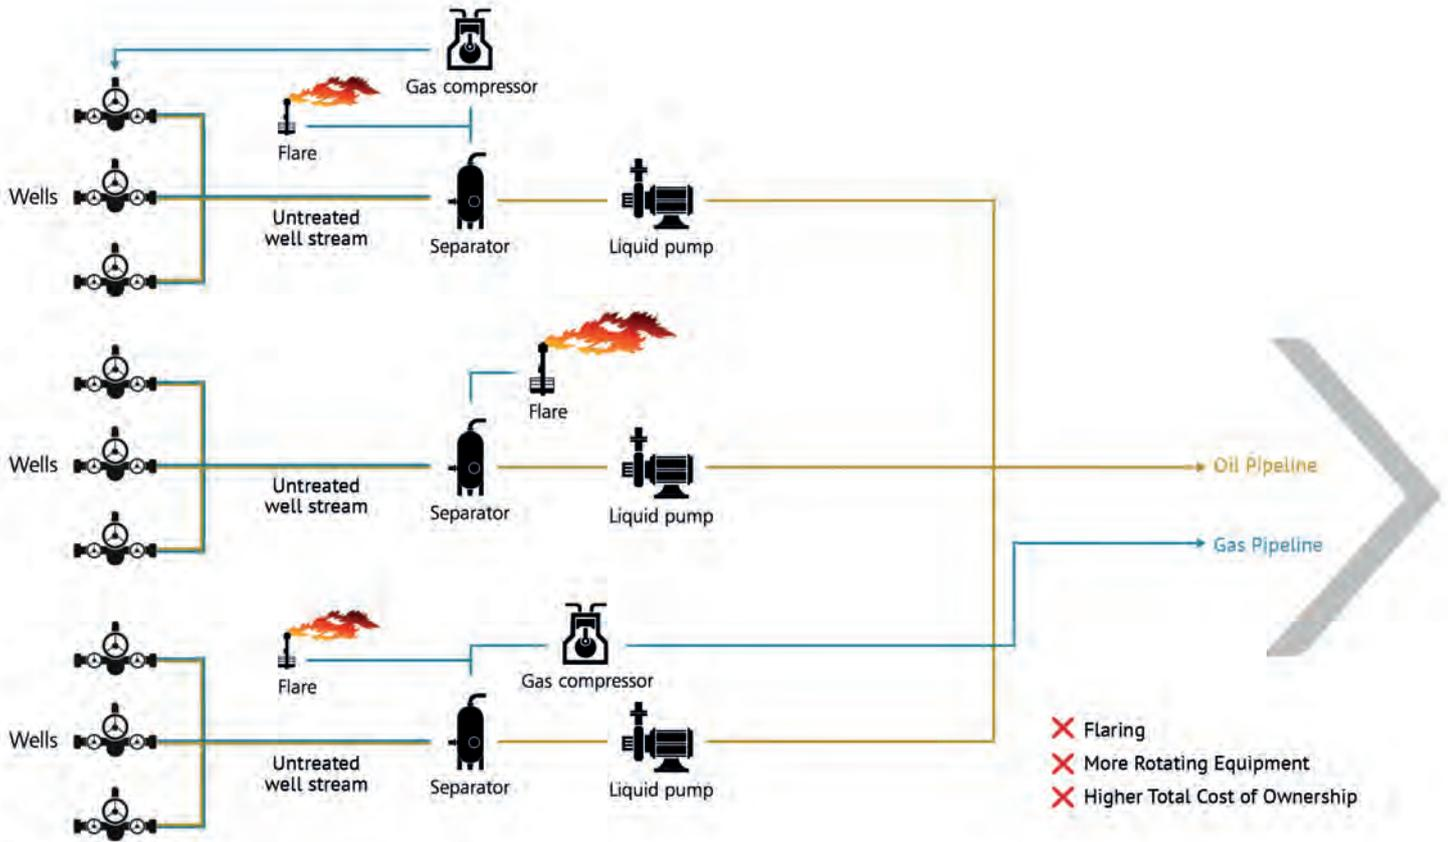 Gas compressor
Flare
Wells
Untreated
well stream
Separator
Liquid pump
Flare
Wells
Untreated
well stream
Separator
Liquid pump
Oil Pipeline
Gas Pipeline
Flare
Gas compressor
Wells
Untreated
well stream
Separator
Liquid pump
Flaring
More Rotating Equipment
Higher Total Cost of Ownership